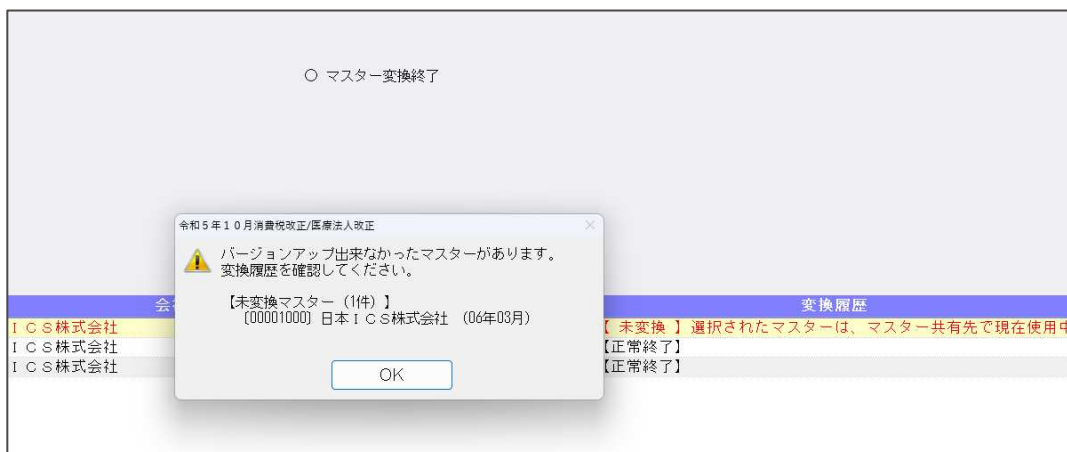 ○ マスター変換終了
令和５年１０月消費税改正/医療法人改正
バージョンアップ出来なかったマスターがあります。
変換履歴を確認してください。
【未変換マスター（1件）】
〔00001000〕日本ＩＣＳ株式会社 （06年03月）
OK
会
変換履歴
ＩＣＳ株式会社
【 未変換 】選択されたマスターは、マスター共有先で現在使用中
ＩＣＳ株式会社
【正常終了】
ＩＣＳ株式会社
【正常終了】